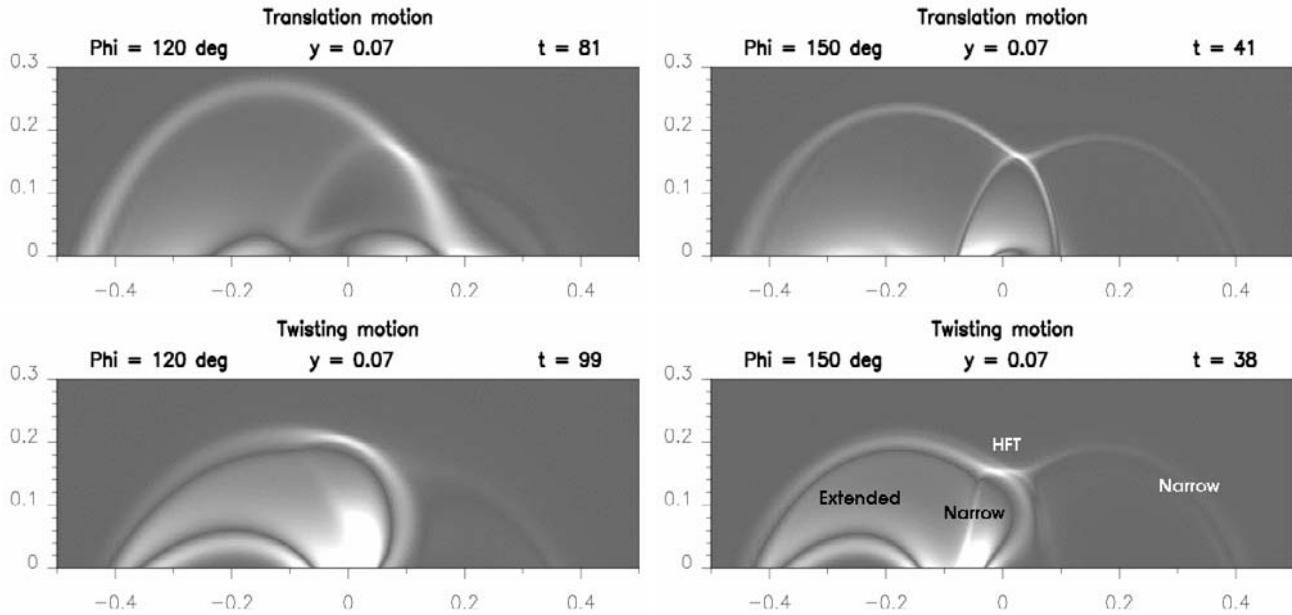 Translation motion
Phi = 120 deg y = 0.07 t = 81
0.3
0.2
0.1
0
−0.4 −0.2 0 0.2 0.4
Translation motion
Phi = 150 deg y = 0.07 t = 41
0.3
0.2
0.1
0
−0.4 −0.2 0 0.2 0.4
Twisting motion
Phi = 120 deg y = 0.07 t = 99
0.3
0.2
0.1
0
−0.4 −0.2 0 0.2 0.4
Twisting motion
Phi = 150 deg y = 0.07 t = 38
0.3
0.2
0.1
0
HFT
Extended
Narrow
Narrow
−0.4 −0.2 0 0.2 0.4